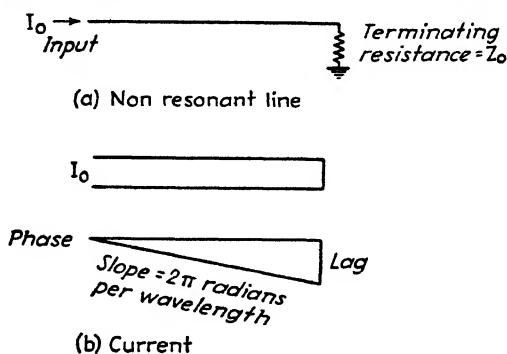 I₀ →
Input
Terminating
resistance=Z₀
(a) Non resonant line
I₀
Phase
Slope=2π radians
per wavelength
Lag
(b) Current